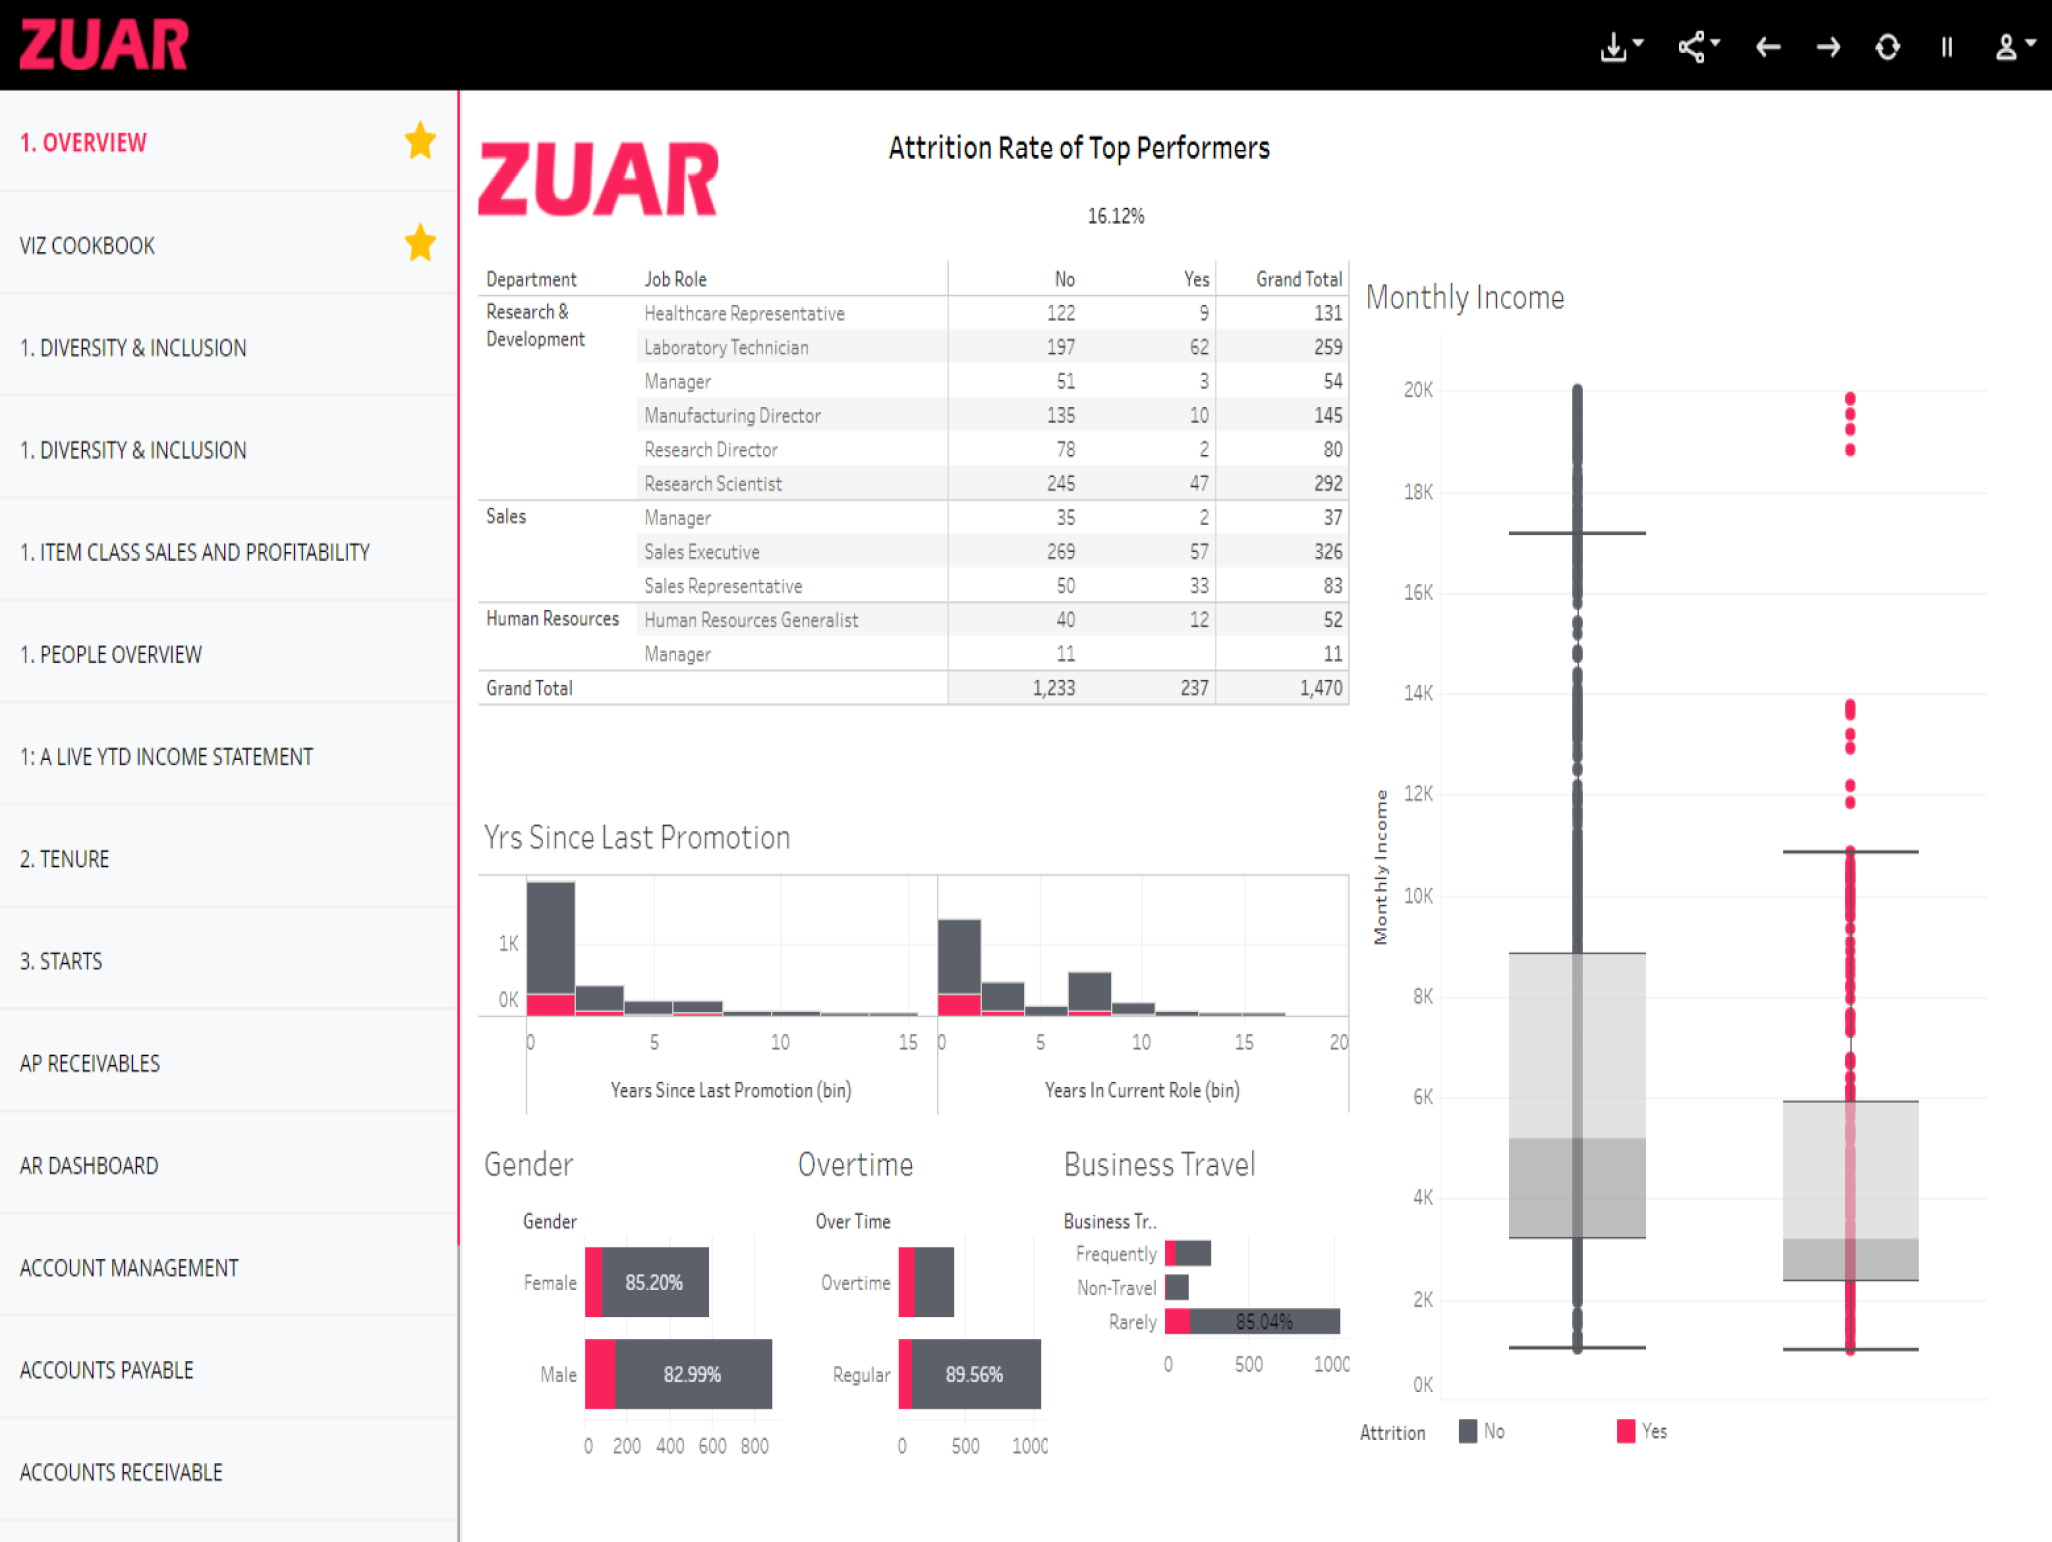 ZUAR
1. OVERVIEW
VIZ COOKBOOK
1. DIVERSITY & INCLUSION
1. DIVERSITY & INCLUSION
1. ITEM CLASS SALES AND PROFITABILITY
1. PEOPLE OVERVIEW
1: A LIVE YTD INCOME STATEMENT
2. TENURE
3. STARTS
AP RECEIVABLES
AR DASHBOARD
ACCOUNT MANAGEMENT
ACCOUNTS PAYABLE
ACCOUNTS RECEIVABLE
ZUAR
Attrition Rate of Top Performers
16.12%
Department Job Role No Yes Grand Total
Research & Development Healthcare Representative 122 9 131
Laboratory Technician 197 62 259
Manager 51 3 54
Manufacturing Director 135 10 145
Research Director 78 2 80
Research Scientist 245 47 292
Sales Manager 35 2 37
Sales Executive 269 57 326
Sales Representative 50 33 83
Human Resources Human Resources Generalist 40 12 52
Manager 11 11
Grand Total 1,233 237 1,470
Yrs Since Last Promotion
1K
0K
0 5 10 15 0 5 10 15 20
Years Since Last Promotion (bin) Years In Current Role (bin)
Gender
Gender
Female 85.20%
Male 82.99%
0 200 400 600 800
Overtime
Over Time
Overtime
Regular 89.56%
0 500 1000
Business Travel
Business Tr..
Frequently
Non-Travel
Rarely 85.04%
0 500 1000
Monthly Income
Monthly Income
20K
18K
16K
14K
12K
10K
8K
6K
4K
2K
0K
Attrition No Yes